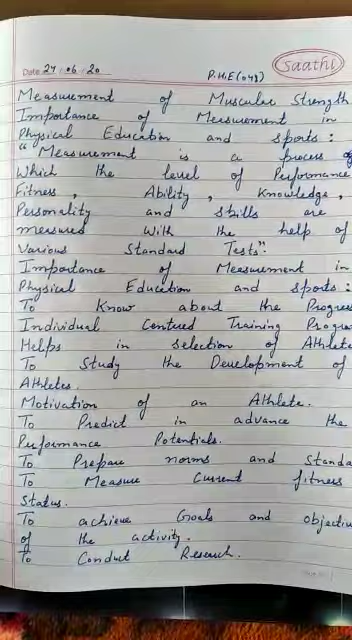 Date 24 / 06 / 20
P.H.E(048)
Saathi
Measurement of Muscular Strength
Importance of Measurement in
Physical Education and sports :
"Measurement is a process of
Which the level of Performance
Fitness , Ability , Knowledge ,
Personality and skills are
measured with the help of
Various Standard Tests".
Importance of Measurement in
Physical Education and sports :
To Know about the Progress
Individual Centred Training Program
Helps in selection of Athlete
To Study the Development of
Athletes.
Motivation of an Athlete.
To Predict in advance the
Performance Potentials.
To Prepare norms and Standa
To Measure Current fitness
Status.
To achieve Goals and objectiv
of the activity.
To Conduct Research.